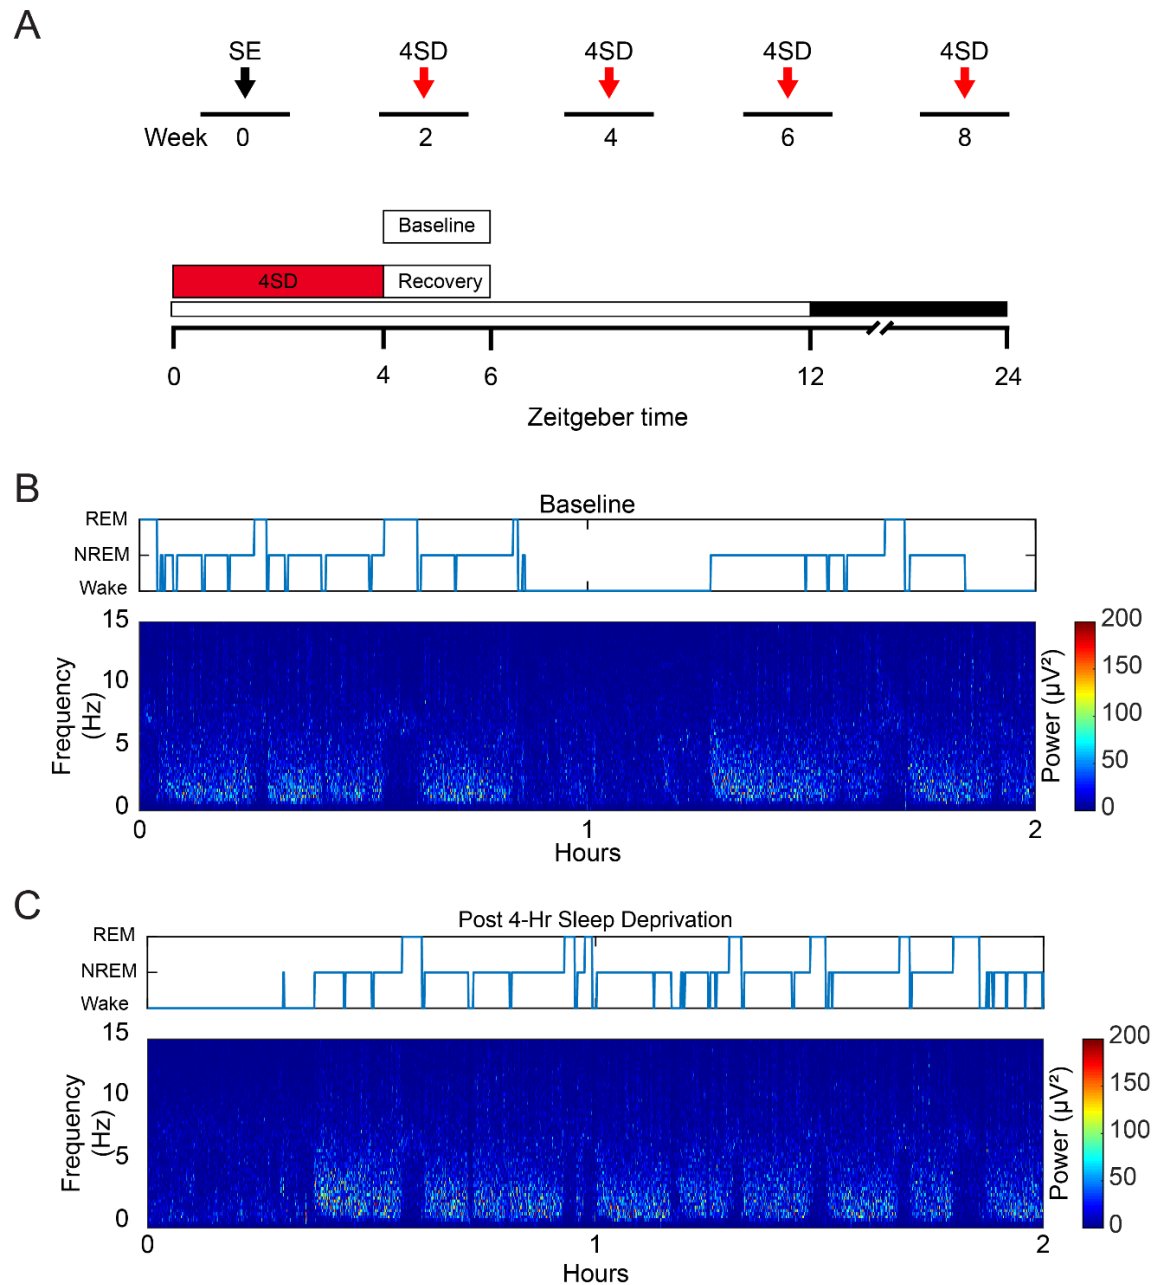 A
SE 4SD 4SD 4SD 4SD
Week 0 2 4 6 8
Baseline
4SD Recovery
0 4 6 12 24
Zeitgeber time
B
Baseline
REM
NREM
Wake
15
10
5
0
Frequency
(Hz)
0 1 2
Hours
200
150
100
50
0
Power (µV²)
C
Post 4-Hr Sleep Deprivation
REM
NREM
Wake
15
10
5
0
Frequency
(Hz)
0 1 2
Hours
200
150
100
50
0
Power (µV²)